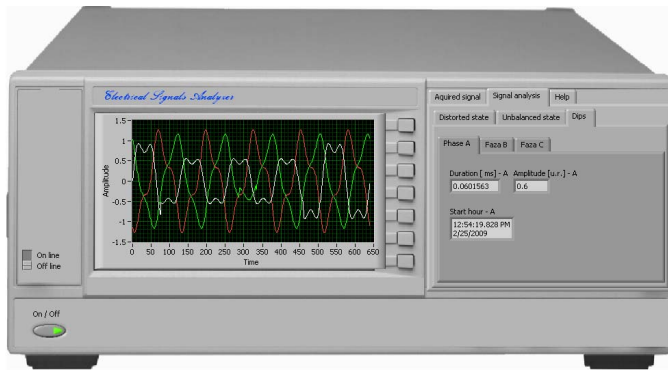 Electrical Signals Analyser
1.5
1
0.5
0
-0.5
-1
-1.5
Amplitude
0 50 100 150 200 250 300 350 400 450 500 550 600 650
Time
On line
Off line
On / Off
Aquired signal Signal analysis Help
Distorted state Unbalanced state Dips
Phase A Faza B Faza C
Duration [ ms] - A Amplitude [u.r.] - A
0.0601563 0.6
Start hour - A
12:54:19.828 PM
2/25/2009